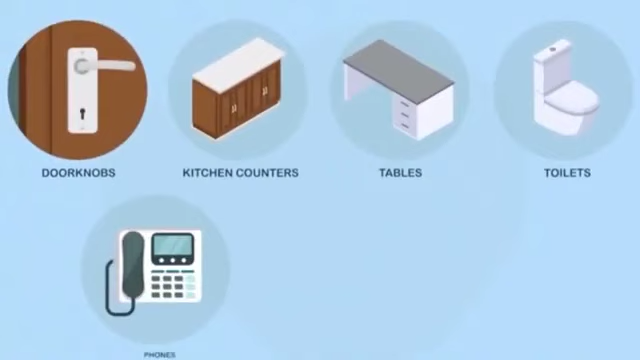 DOORKNOBS
KITCHEN COUNTERS
TABLES
TOILETS
PHONES